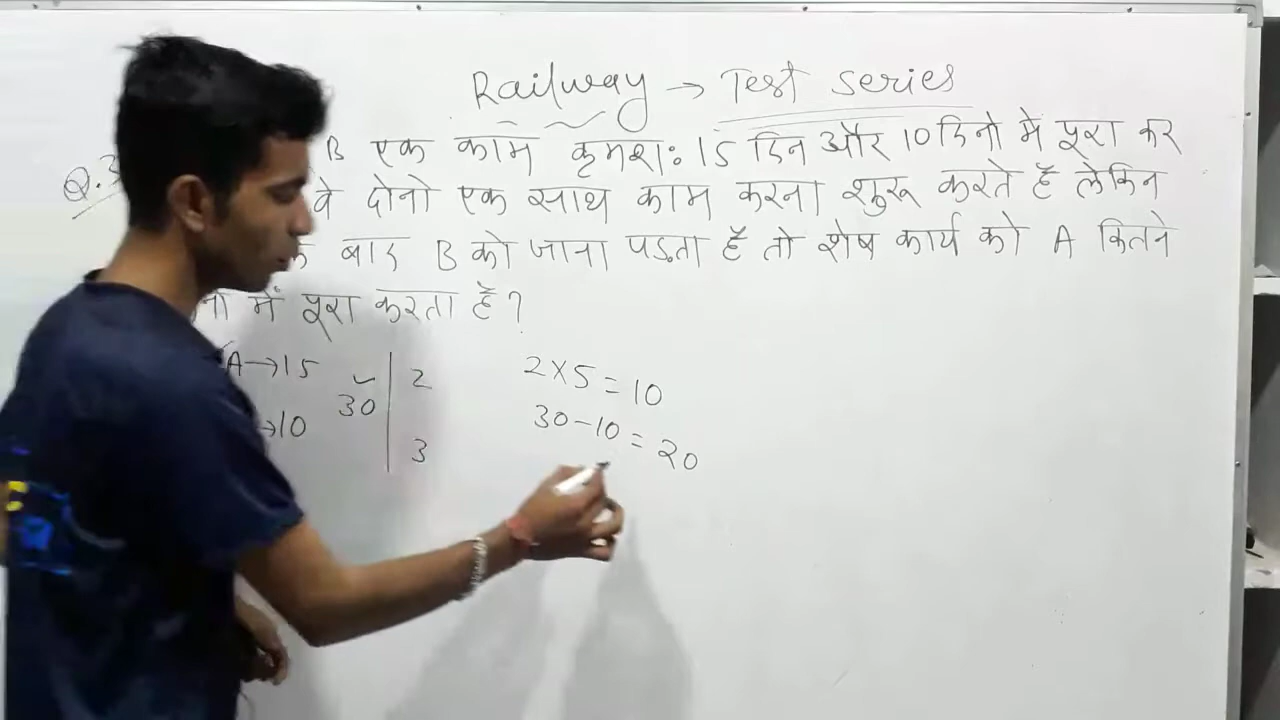 Railway → Test Series
Q.3 B एक काम क्रमशः 15 दिन और 10 दिनो मे पूरा कर
वे दोनो एक साथ काम करना शुरू करते हैं लेकिन
बाद B को जाना पडता है तो शेष कार्य को A कितने
में पूरा करता है?
A→15
→10
30
2
3
2×5=10
30-10=20